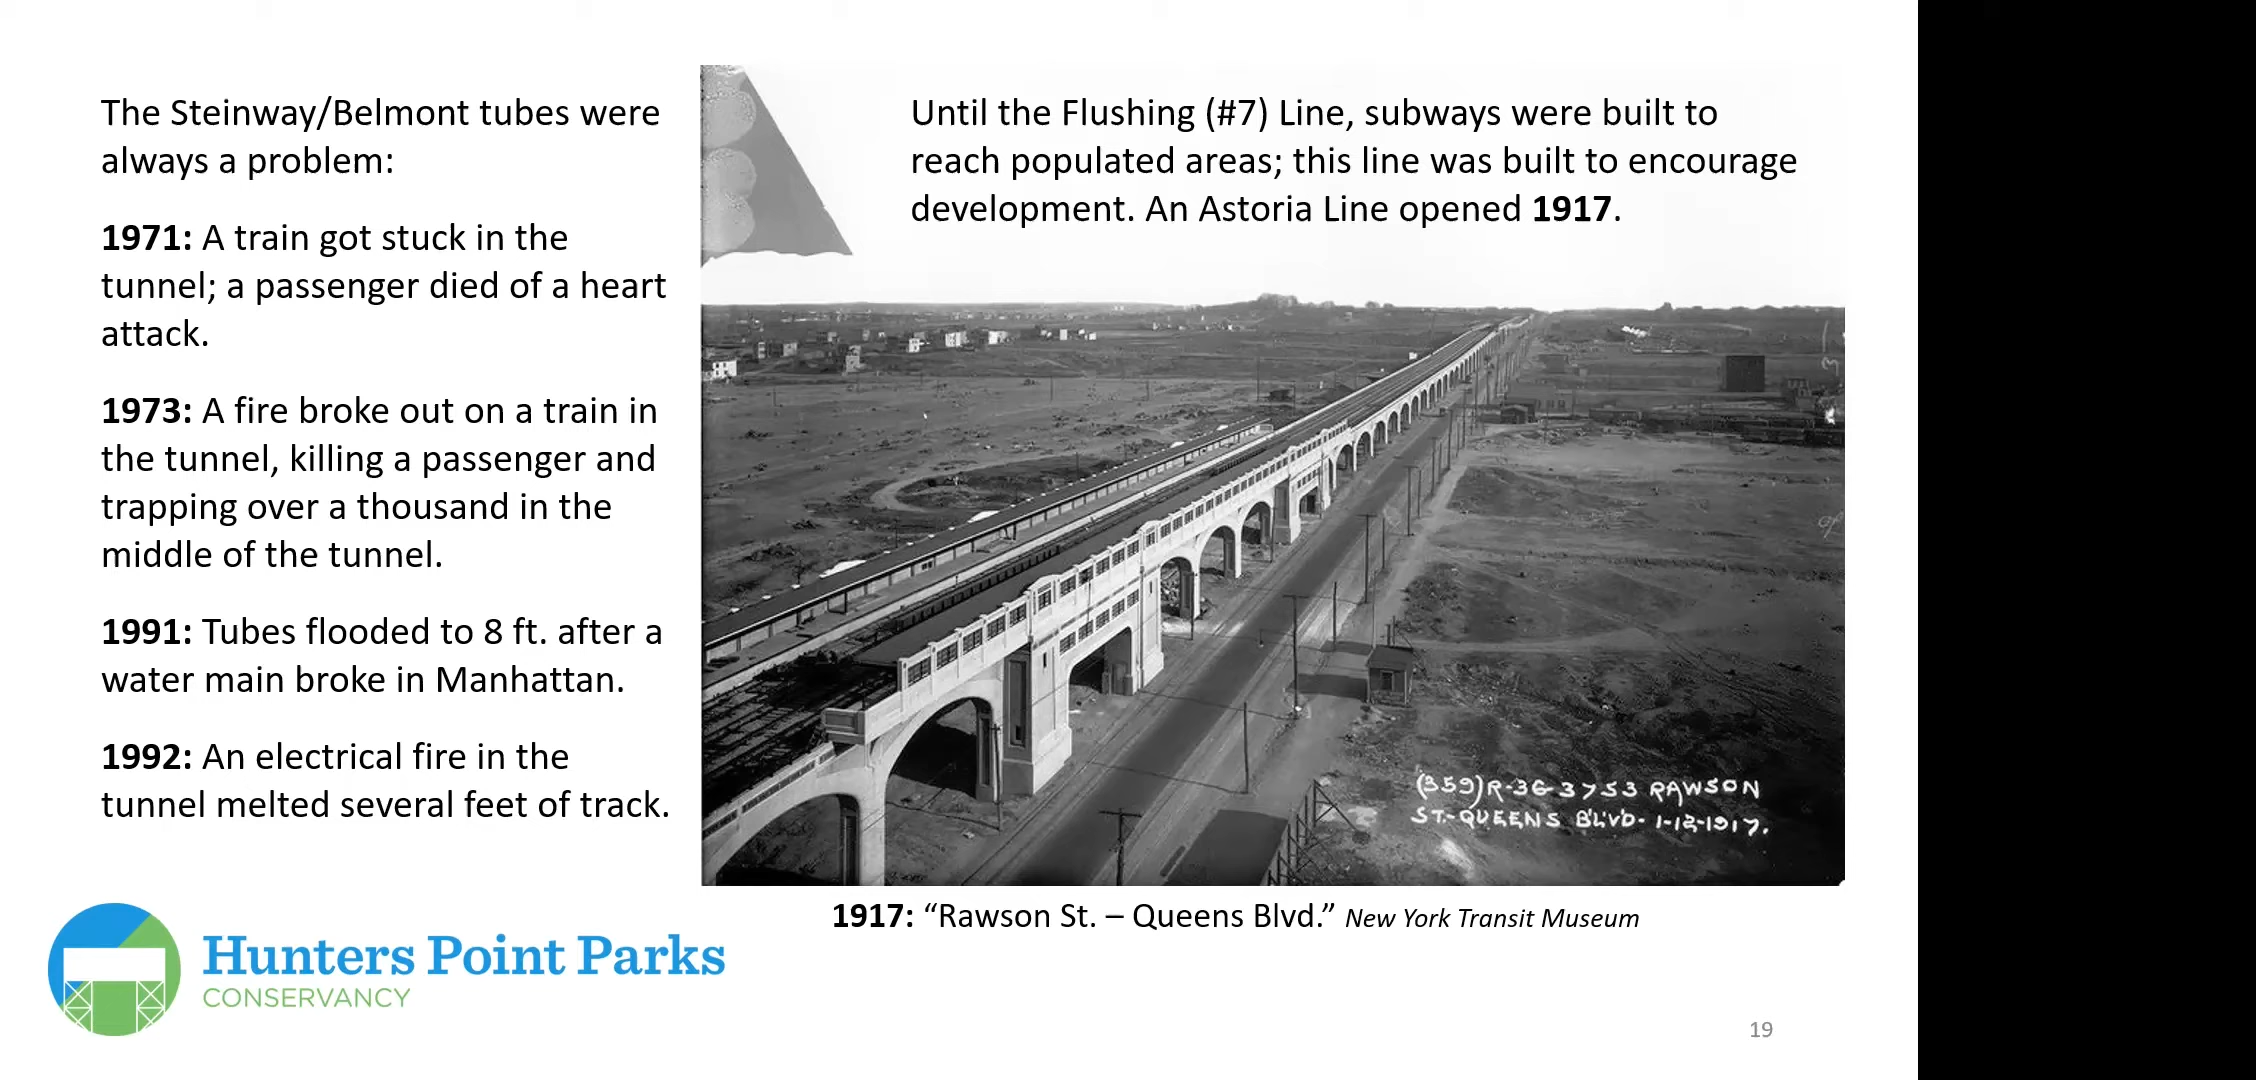 The Steinway/Belmont tubes were
always a problem:
1971: A train got stuck in the
tunnel; a passenger died of a heart
attack.
1973: A fire broke out on a train in
the tunnel, killing a passenger and
trapping over a thousand in the
middle of the tunnel.
1991: Tubes flooded to 8 ft. after a
water main broke in Manhattan.
1992: An electrical fire in the
tunnel melted several feet of track.
Until the Flushing (#7) Line, subways were built to
reach populated areas; this line was built to encourage
development. An Astoria Line opened 1917.
(359)R-36-3753 RAWSON
ST.-QUEENS BLVD- 1-12-1917.
1917: “Rawson St. – Queens Blvd.” New York Transit Museum
Hunters Point Parks
CONSERVANCY
19